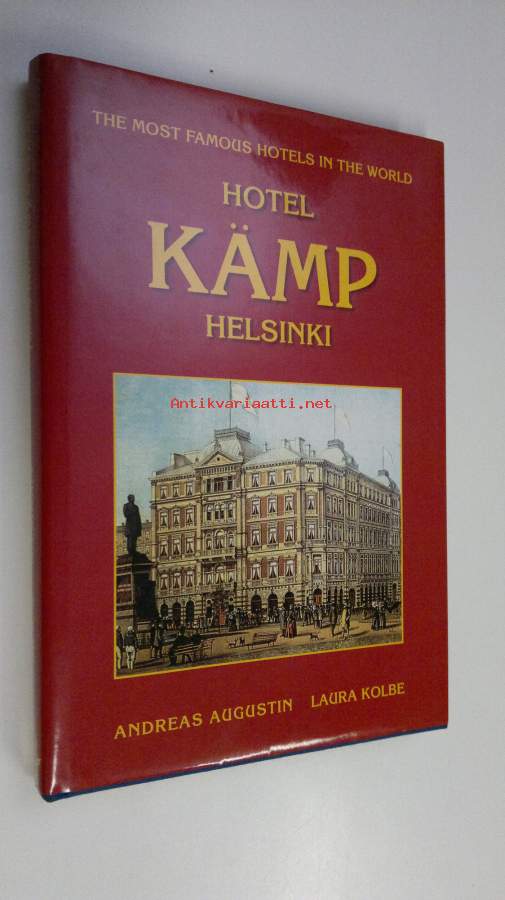 THE MOST FAMOUS HOTELS IN THE WORLD
HOTEL
KÄMP
HELSINKI
Antikvariaatti.net
ANDREAS AUGUSTIN LAURA KOLBE